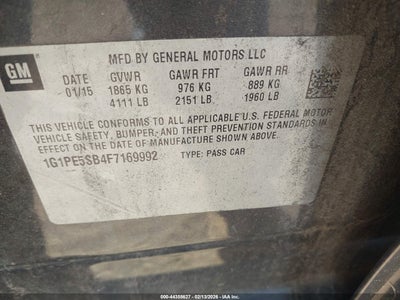 GM
MFD BY GENERAL MOTORS LLC
DATE GVWR GAWR FRT GAWR RR
01/15 1865 KG 976 KG 889 KG
4111 LB 2151 LB 1960 LB
THIS VEHICLE CONFORMS TO ALL APPLICABLE U.S. FEDERAL MOTOR
VEHICLE SAFETY, BUMPER, AND THEFT PREVENTION STANDARDS IN
EFFECT ON THE DATE OF MANUFACTURE SHOWN ABOVE.
1G1PE5SB4F7169992 TYPE: PASS CAR
000-44358627 - 02/13/2026 - IAA Inc.